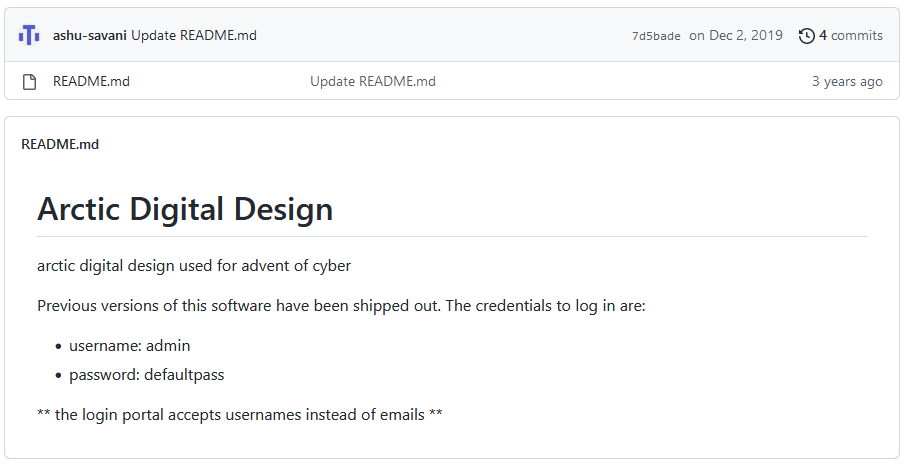 ashu-savani Update README.md 7d5bade on Dec 2, 2019 4 commits
README.md Update README.md 3 years ago
README.md
Arctic Digital Design
arctic digital design used for advent of cyber
Previous versions of this software have been shipped out. The credentials to log in are:
• username: admin
• password: defaultpass
** the login portal accepts usernames instead of emails **